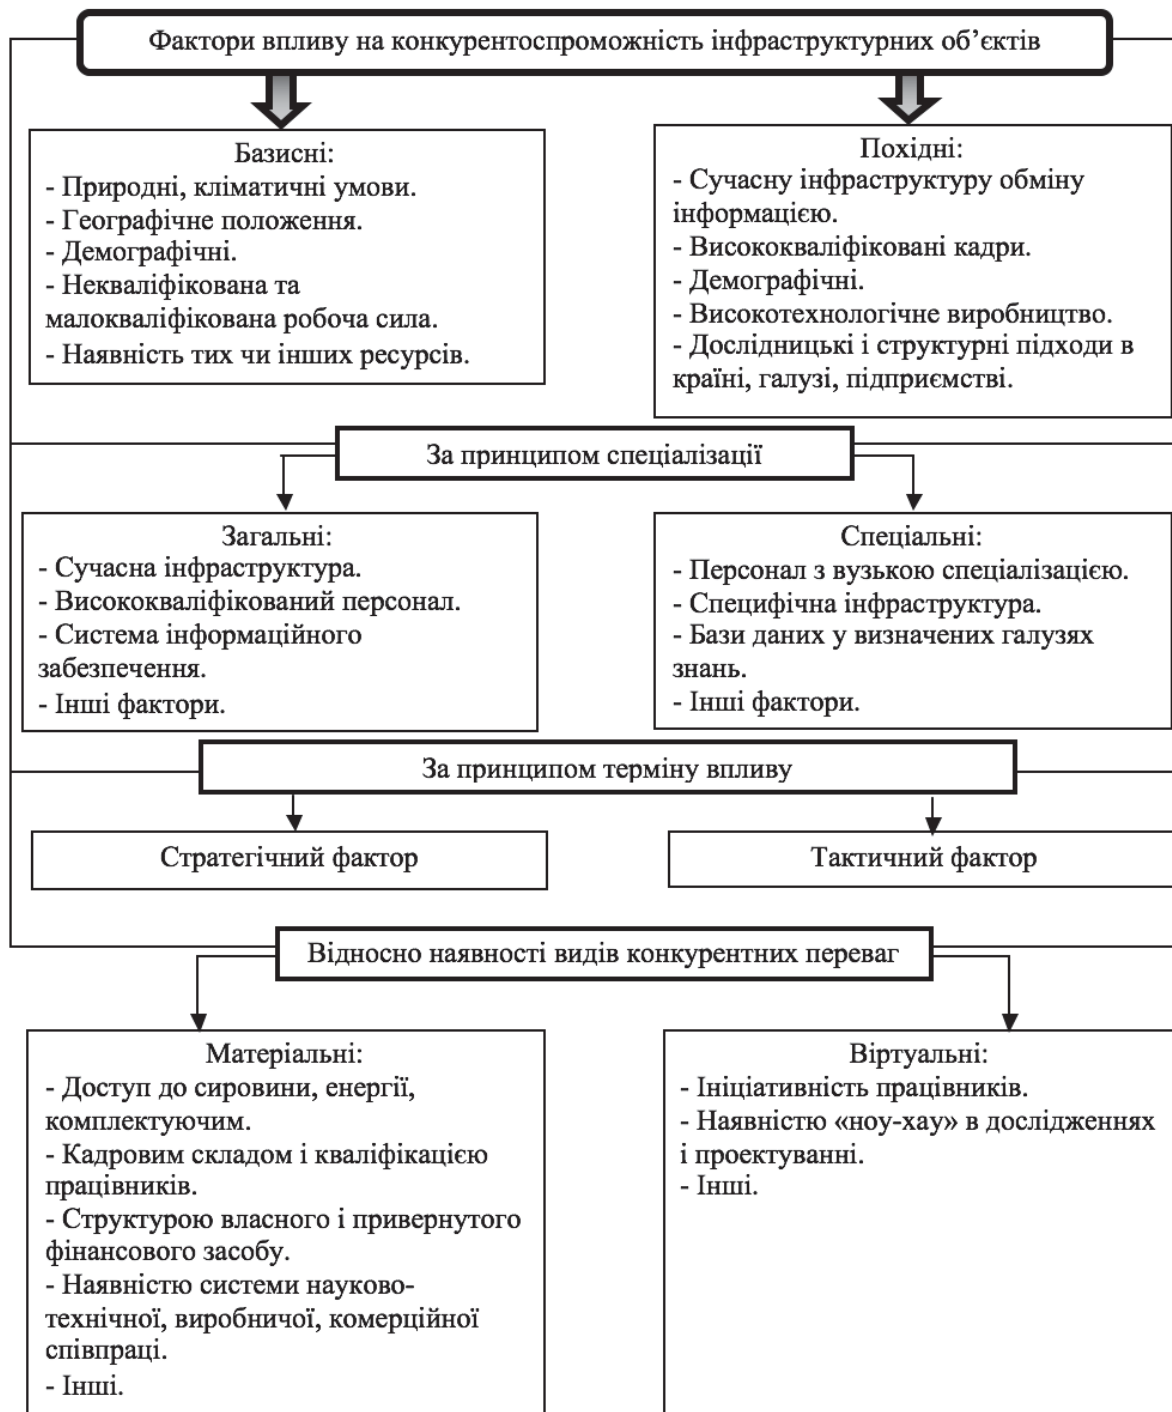 Фактори впливу на конкурентоспроможність інфраструктурних об’єктів
Базисні:
- Природні, кліматичні умови.
- Географічне положення.
- Демографічні.
- Некваліфікована та
малокваліфікована робоча сила.
- Наявність тих чи інших ресурсів.
Похідні:
- Сучасну інфраструктуру обміну
інформацією.
- Висококваліфіковані кадри.
- Демографічні.
- Високотехнологічне виробництво.
- Дослідницькі і структурні підходи в
країні, галузі, підприємстві.
За принципом спеціалізації
Загальні:
- Сучасна інфраструктура.
- Висококваліфікований персонал.
- Система інформаційного
забезпечення.
- Інші фактори.
Спеціальні:
- Персонал з вузькою спеціалізацією.
- Специфічна інфраструктура.
- Бази даних у визначених галузях
знань.
- Інші фактори.
За принципом терміну впливу
Стратегічний фактор
Тактичний фактор
Відносно наявності видів конкурентних переваг
Матеріальні:
- Доступ до сировини, енергії,
комплектуючим.
- Кадровим складом і кваліфікацією
працівників.
- Структурою власного і привернутого
фінансового засобу.
- Наявністю системи науково-
технічної, виробничої, комерційної
співпраці.
- Інші.
Віртуальні:
- Ініціативність працівників.
- Наявністю «ноу-хау» в дослідженнях
і проектуванні.
- Інші.